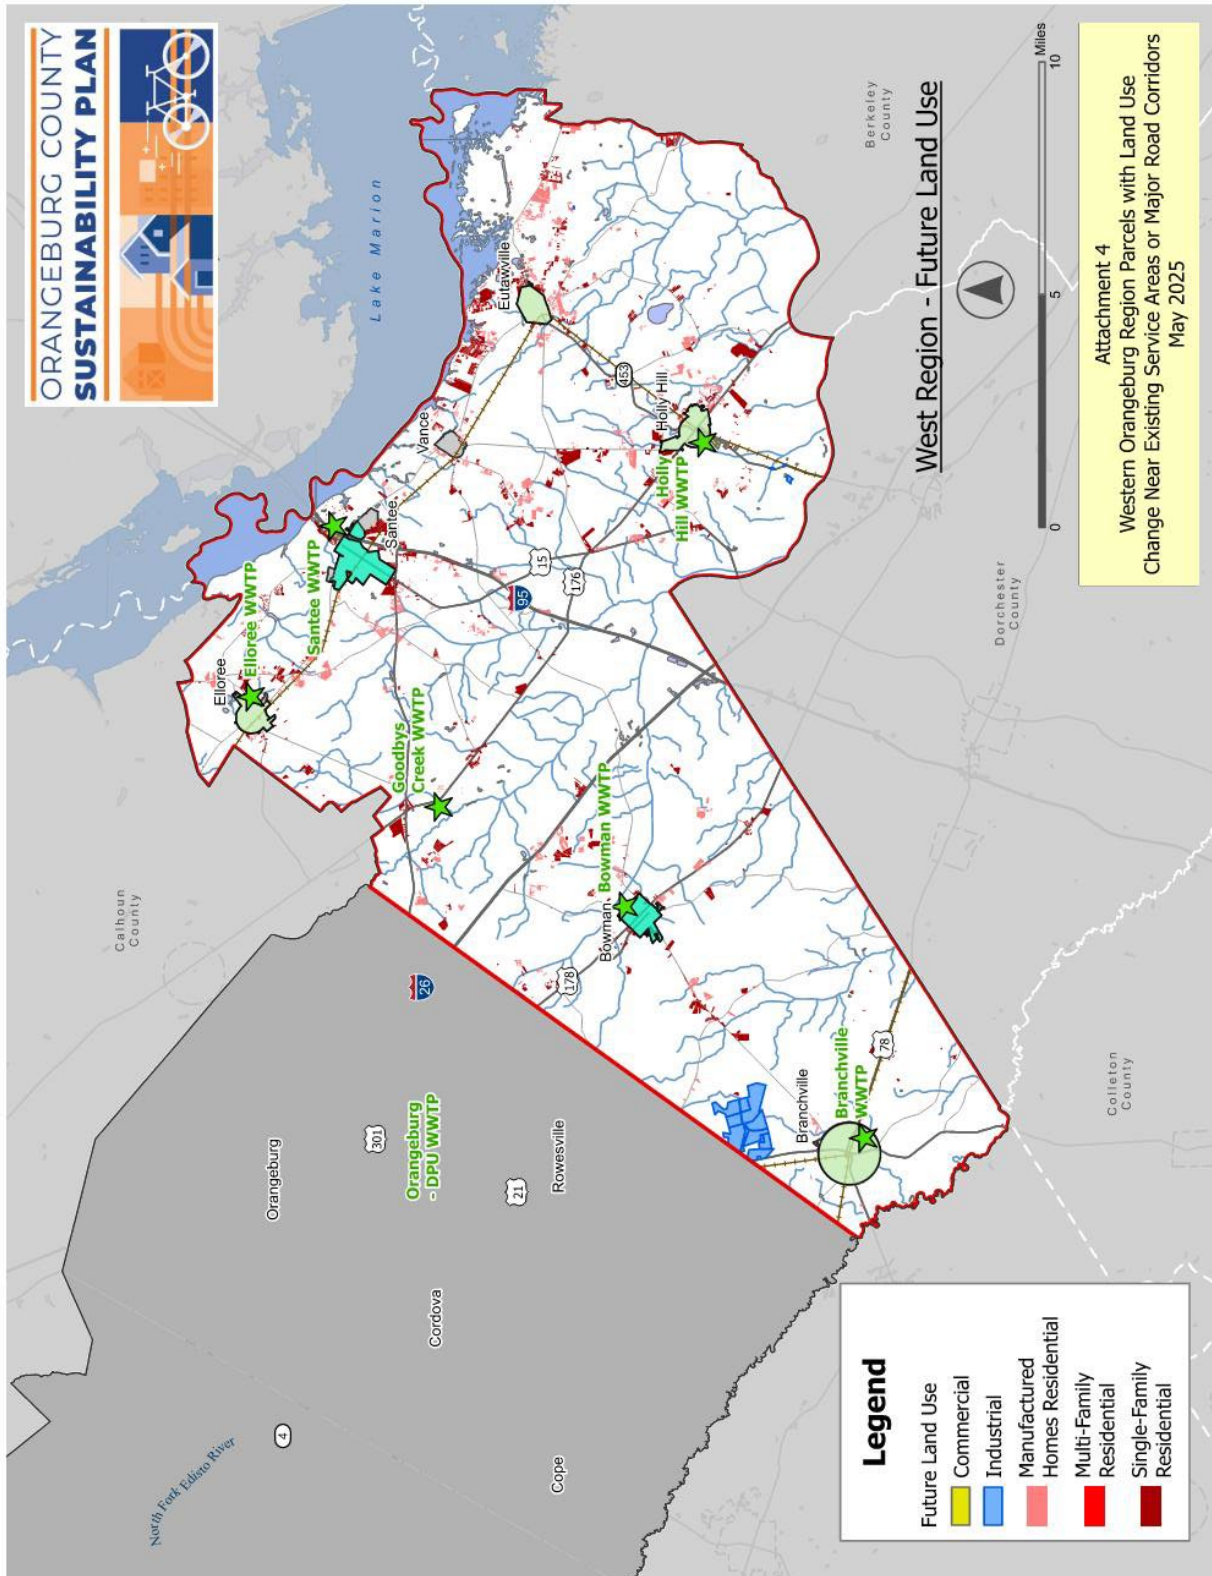 ORANGEBURG COUNTY
SUSTAINABILITY PLAN
Lake Marion
Calhoun
County
Berkeley
County
Dorchester
County
Colleton
County
Elloree
Elloree WWTP
Santee WWTP
Santee
Vance
Eutawville
Goodbys
Creek WWTP
Holly Hill
Holly
Hill WWTP
453
15
176
95
Bowman
Bowman WWTP
178
26
Branchville
Branchville
WWTP
78
Orangeburg
301
Orangeburg
- DPU WWTP
21
Rowesville
Cordova
Cope
4
North Fork Edisto River
West Region - Future Land Use
0
5
10
Miles
Attachment 4
Western Orangeburg Region Parcels with Land Use
Change Near Existing Service Areas or Major Road Corridors
May 2025
Legend
Future Land Use
Commercial
Industrial
Manufactured
Homes Residential
Multi-Family
Residential
Single-Family
Residential